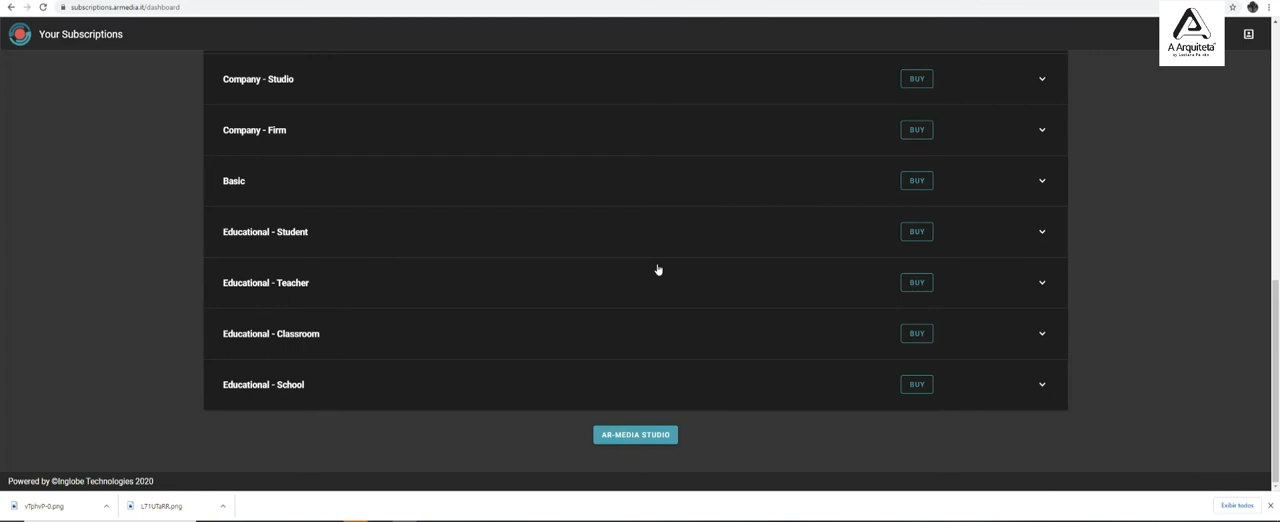 subscriptions.armedia.it/dashboard
Your Subscriptions
A Arquiteta
Company - Studio
BUY
Company - Firm
BUY
Basic
BUY
Educational - Student
BUY
Educational - Teacher
BUY
Educational - Classroom
BUY
Educational - School
BUY
AR-MEDIA STUDIO
Powered by ©Inglobe Technologies 2020
vTphvP-0.png
L71UTaRR.png
Exibir todos